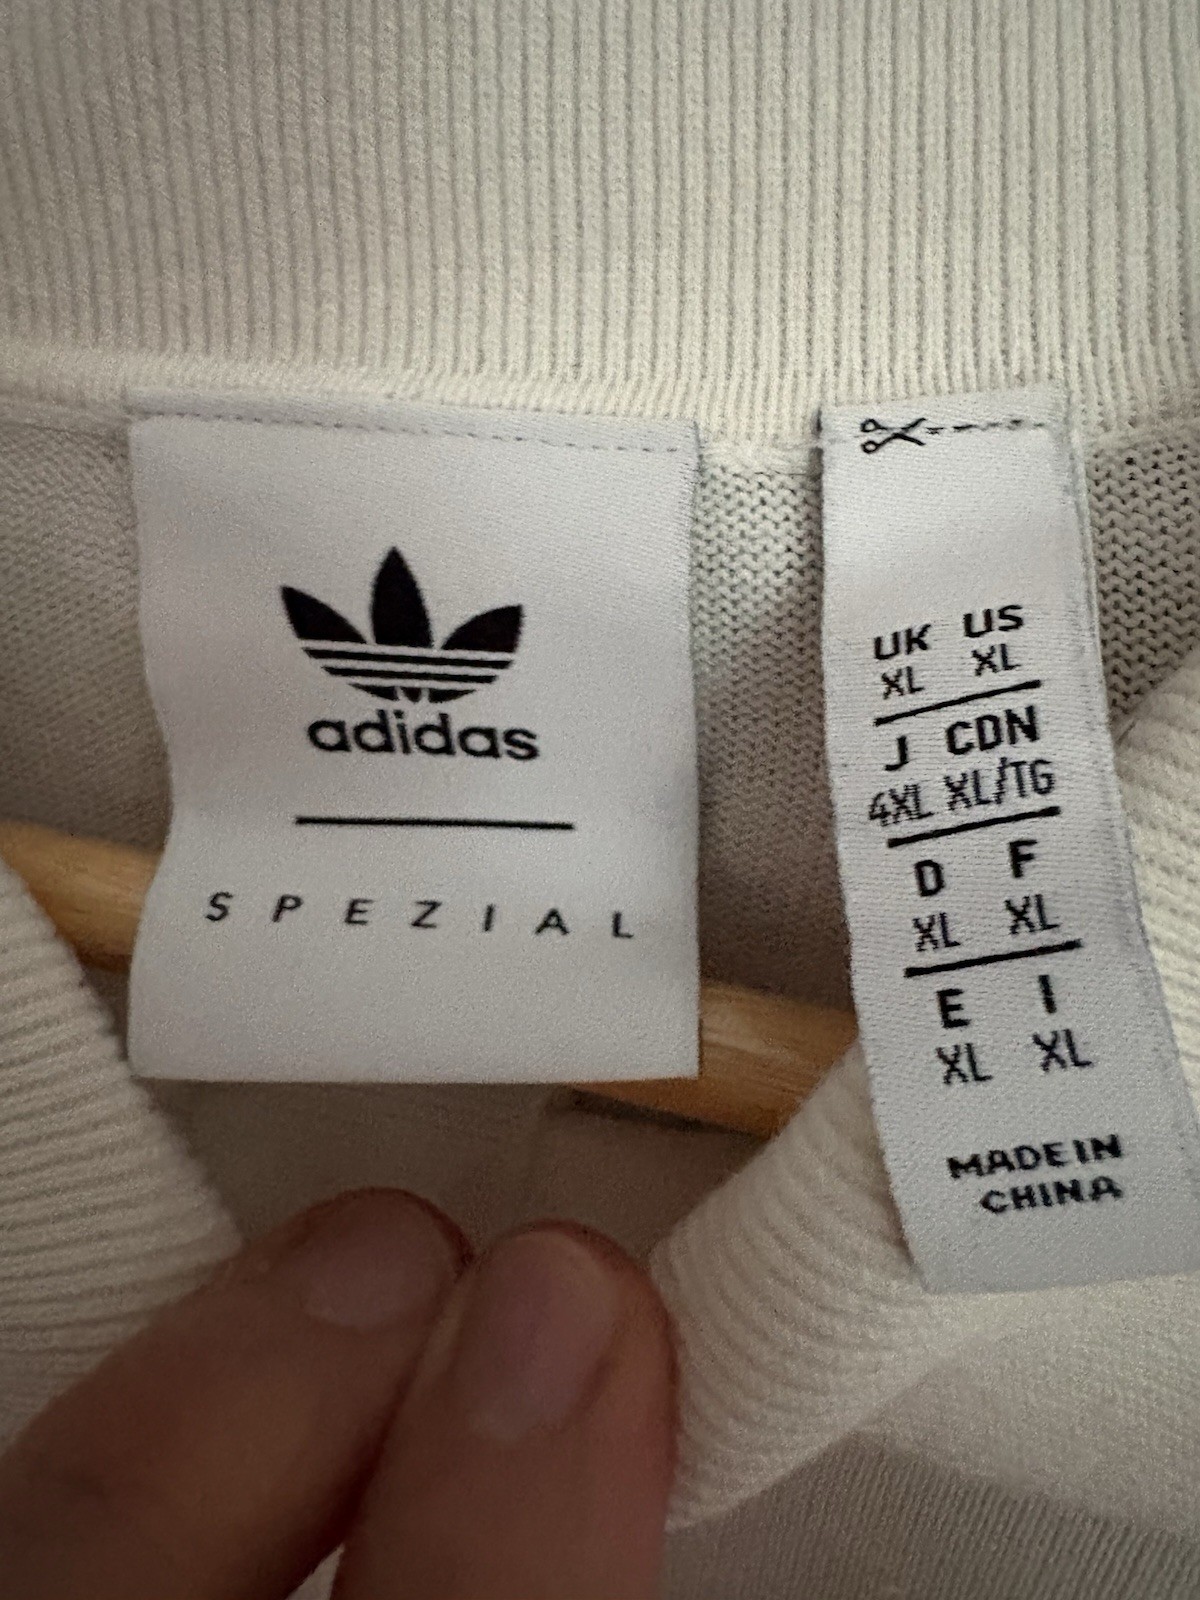 adidas
SPEZIAL
UK US
XL XL
J CDN
4XL XL/TG
D F
XL XL
E I
XL XL
MADE IN
CHINA